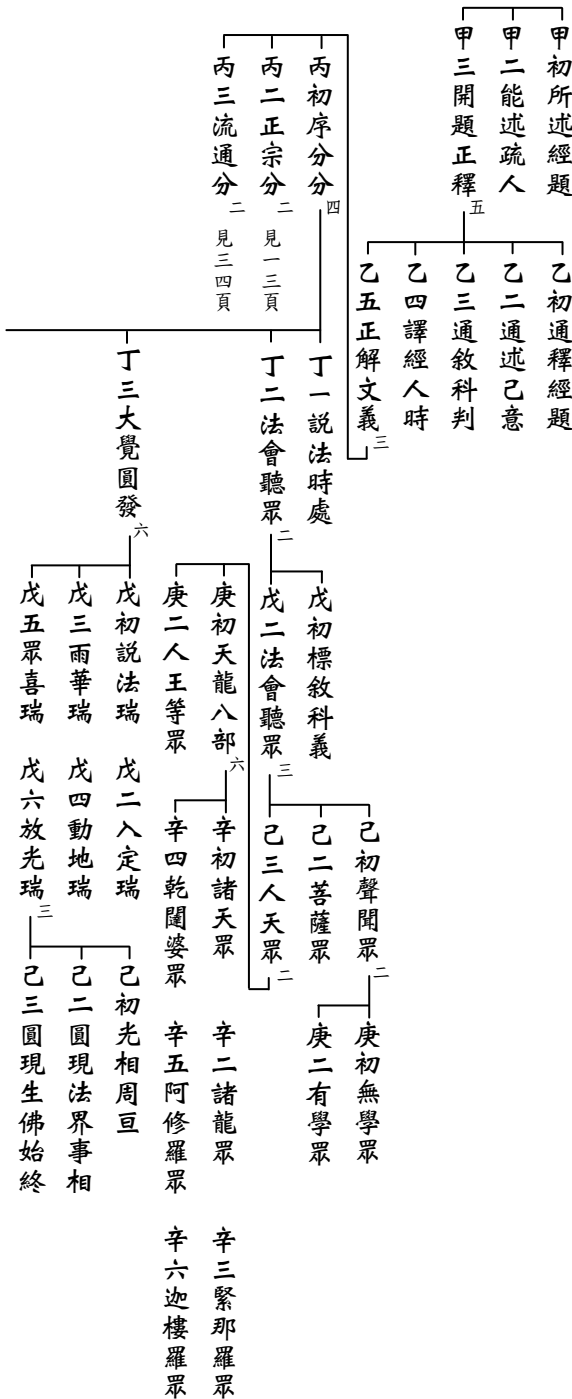 甲初所述經題
甲二能述疏人
甲三開題正釋 五
乙初通釋經題
乙二通述己意
乙三通敘科判
乙四譯經人時
乙五正解文義 三
丙初序分分 四
丙二正宗分 二 見一三頁
丙三流通分 二 見三四頁
丁一說法時處
丁二法會聽眾 二
丁三大覺圓發 六
戊初標敘科義
戊二法會聽眾 三
己初聲聞眾 二
己二菩薩眾
己三人天眾 二
庚初無學眾
庚二有學眾
庚初天龍八部 六
庚二人王等眾
辛初諸天眾 辛二諸龍眾 辛三緊那羅眾
辛四乾闥婆眾 辛五阿修羅眾 辛六迦樓羅眾
戊初說法瑞 戊二入定瑞
戊三雨華瑞 戊四動地瑞
戊五眾喜瑞 戊六放光瑞 三
己初光相周亘
己二圓現法界事相
己三圓現生佛始終